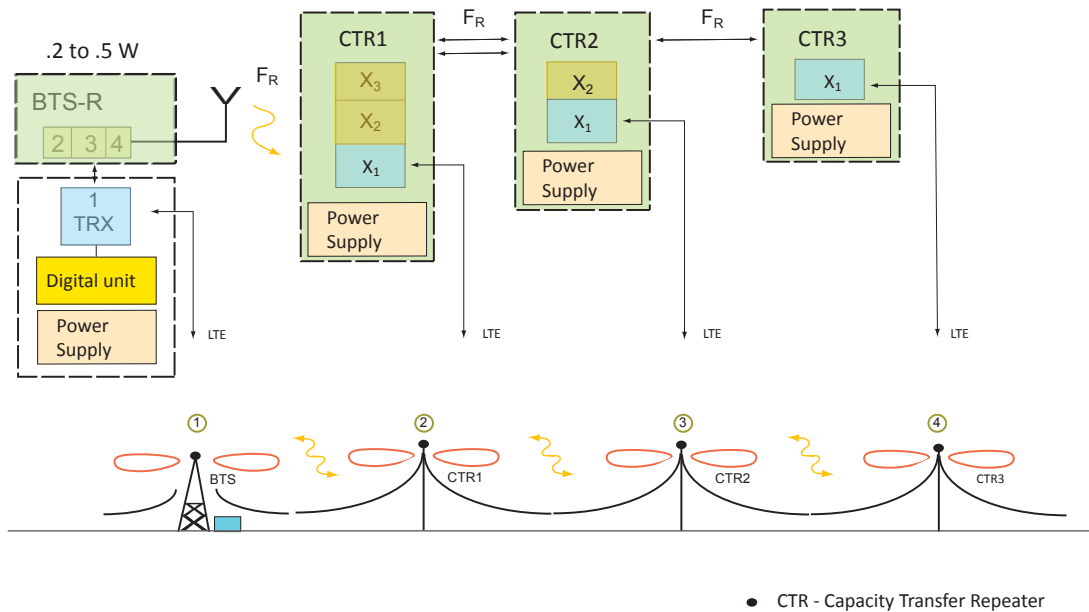 .2 to .5 W
BTS-R
2 3 4
1
TRX
Digital unit
Power
Supply
LTE
FR
CTR1
X3
X2
X1
Power
Supply
LTE
FR
CTR2
X2
X1
Power
Supply
LTE
FR
CTR3
X1
Power
Supply
LTE
1
BTS
2
CTR1
3
CTR2
4
CTR3
CTR - Capacity Transfer Repeater